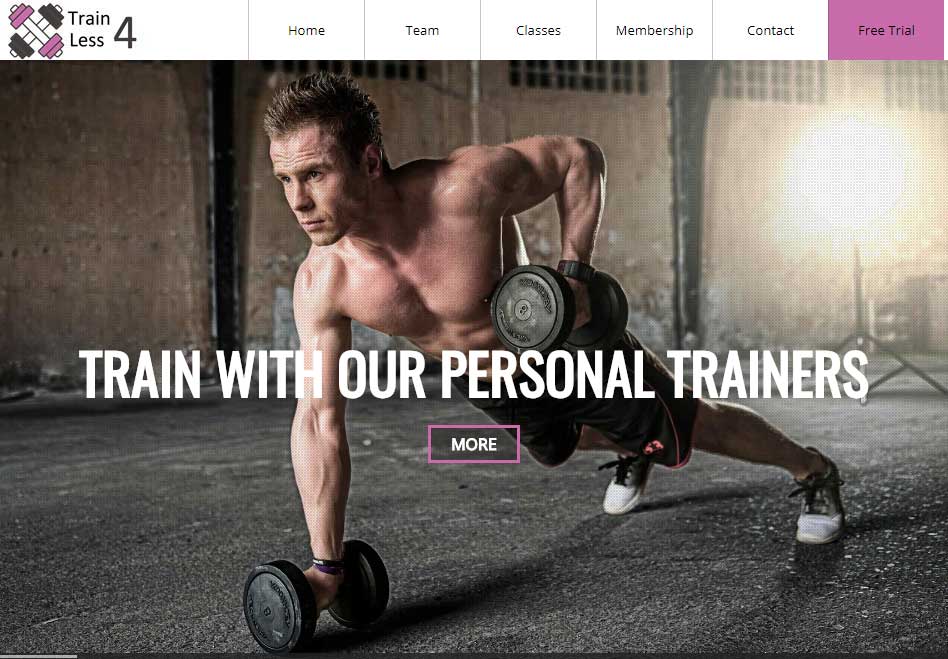 Train
Less 4
Home
Team
Classes
Membership
Contact
Free Trial
TRAIN WITH OUR PERSONAL TRAINERS
MORE